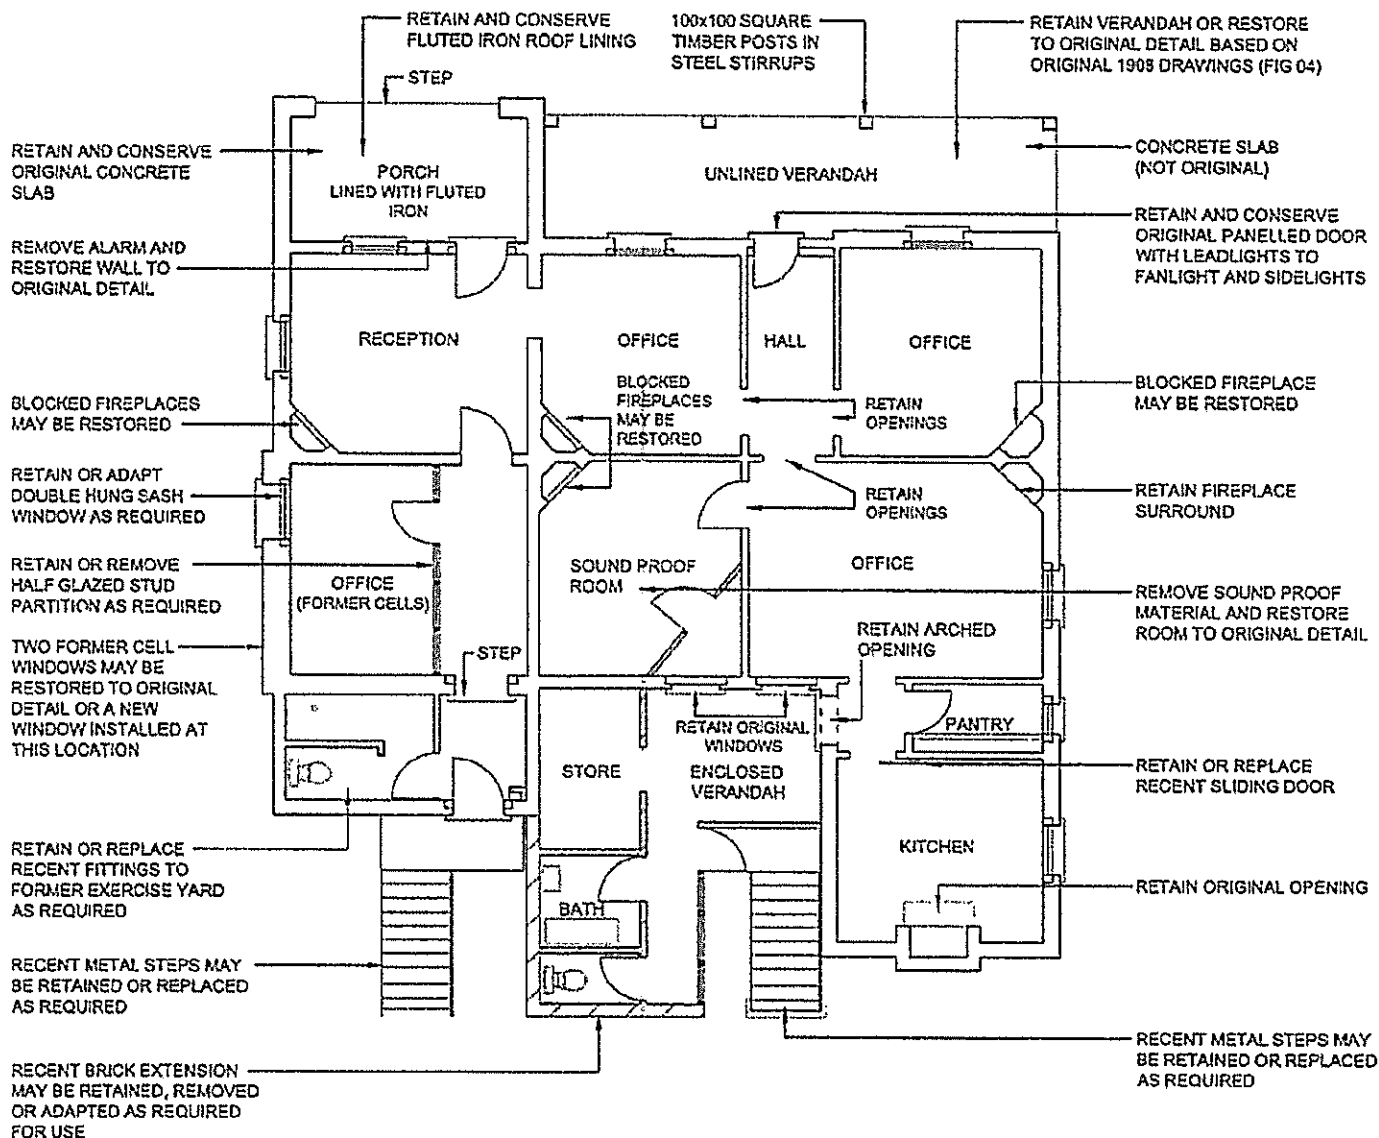 RETAIN AND CONSERVE
FLUTED IRON ROOF LINING
STEP
100x100 SQUARE
TIMBER POSTS IN
STEEL STIRRUPS
RETAIN VERANDAH OR RESTORE
TO ORIGINAL DETAIL BASED ON
ORIGINAL 1908 DRAWINGS (FIG 04)
RETAIN AND CONSERVE
ORIGINAL CONCRETE
SLAB
PORCH
LINED WITH FLUTED
IRON
UNLINED VERANDAH
CONCRETE SLAB
(NOT ORIGINAL)
REMOVE ALARM AND
RESTORE WALL TO
ORIGINAL DETAIL
RETAIN AND CONSERVE
ORIGINAL PANELLED DOOR
WITH LEADLIGHTS TO
FANLIGHT AND SIDELIGHTS
RECEPTION
OFFICE
HALL
OFFICE
BLOCKED FIREPLACES
MAY BE RESTORED
BLOCKED
FIREPLACES
MAY BE
RESTORED
RETAIN
OPENINGS
BLOCKED FIREPLACE
MAY BE RESTORED
RETAIN OR ADAPT
DOUBLE HUNG SASH
WINDOW AS REQUIRED
RETAIN
OPENINGS
RETAIN FIREPLACE
SURROUND
RETAIN OR REMOVE
HALF GLAZED STUD
PARTITION AS REQUIRED
OFFICE
(FORMER CELLS)
SOUND PROOF
ROOM
OFFICE
REMOVE SOUND PROOF
MATERIAL AND RESTORE
ROOM TO ORIGINAL DETAIL
TWO FORMER CELL
WINDOWS MAY BE
RESTORED TO ORIGINAL
DETAIL OR A NEW
WINDOW INSTALLED AT
THIS LOCATION
STEP
RETAIN ARCHED
OPENING
RETAIN ORIGINAL
WINDOWS
PANTRY
STORE
ENCLOSED
VERANDAH
RETAIN OR REPLACE
RECENT SLIDING DOOR
RETAIN OR REPLACE
RECENT FITTINGS TO
FORMER EXERCISE YARD
AS REQUIRED
KITCHEN
RETAIN ORIGINAL OPENING
BATH
RECENT METAL STEPS MAY
BE RETAINED OR REPLACED
AS REQUIRED
RECENT METAL STEPS MAY
BE RETAINED OR REPLACED
AS REQUIRED
RECENT BRICK EXTENSION
MAY BE RETAINED, REMOVED
OR ADAPTED AS REQUIRED
FOR USE